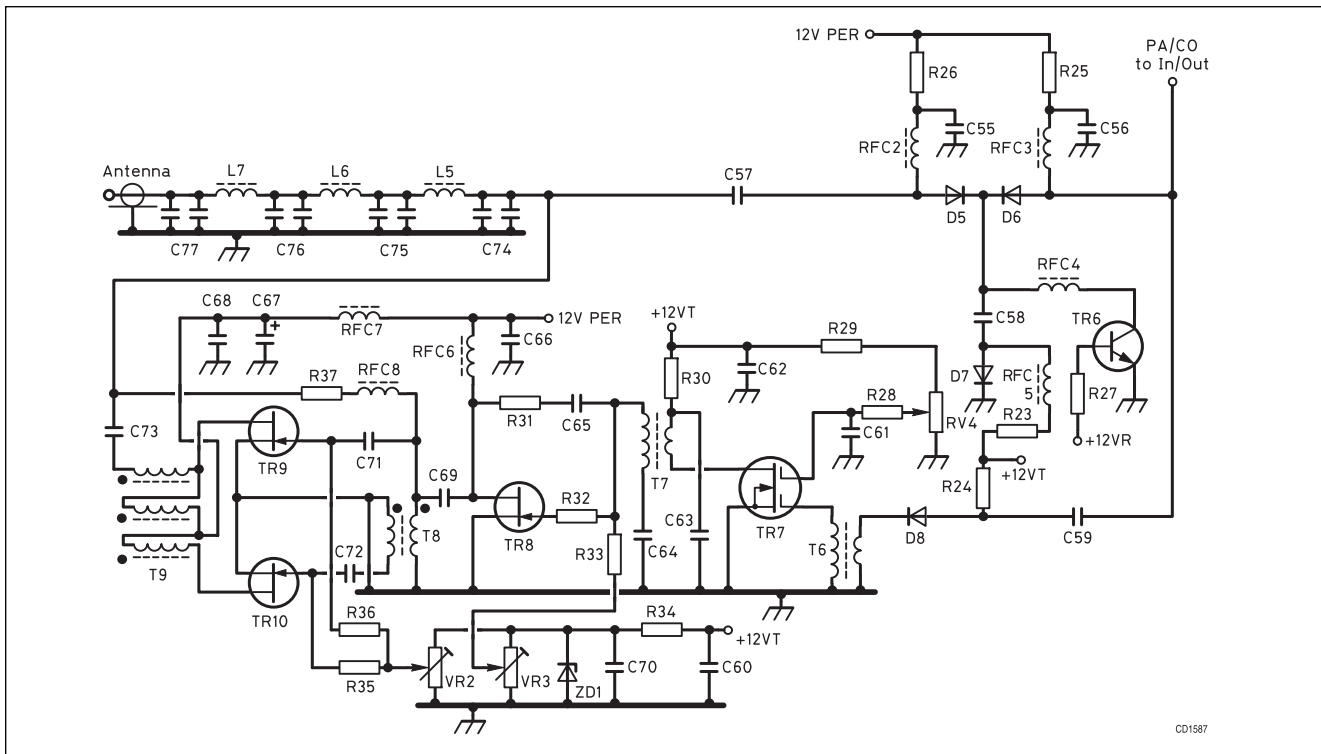 12V PER
PA/CO
to In/Out
R26
R25
C55
C56
RFC2
RFC3
Antenna
L7
L6
L5
C57
D5
D6
C77
C76
C75
C74
RFC4
C68
C67
+
RFC7
12V PER
C58
TR6
RFC6
C66
+12VT
R29
RFC8
R37
R30
C62
D7
RFC
5
R27
R31
C65
R28
RV4
R23
C73
TR9
C71
C61
+12VR
+12VT
T7
R24
C69
R32
TR8
TR7
D8
C59
T8
C72
R33
C64
C63
T6
T9
TR10
R36
R34
+12VT
R35
VR2
VR3
ZD1
C70
C60
CD1587